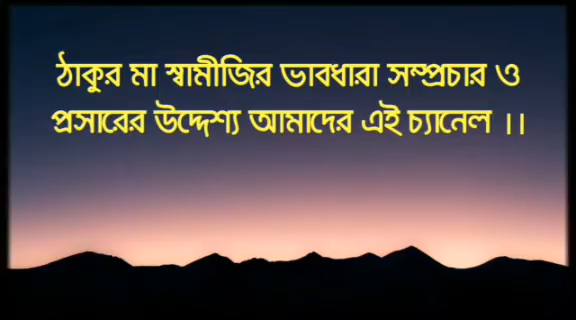 ঠাকুর মা স্বামীজির ভাবধারা সম্প্রচার ও
প্রসারের উদ্দেশ্য আমাদের এই চ্যানেল ।।